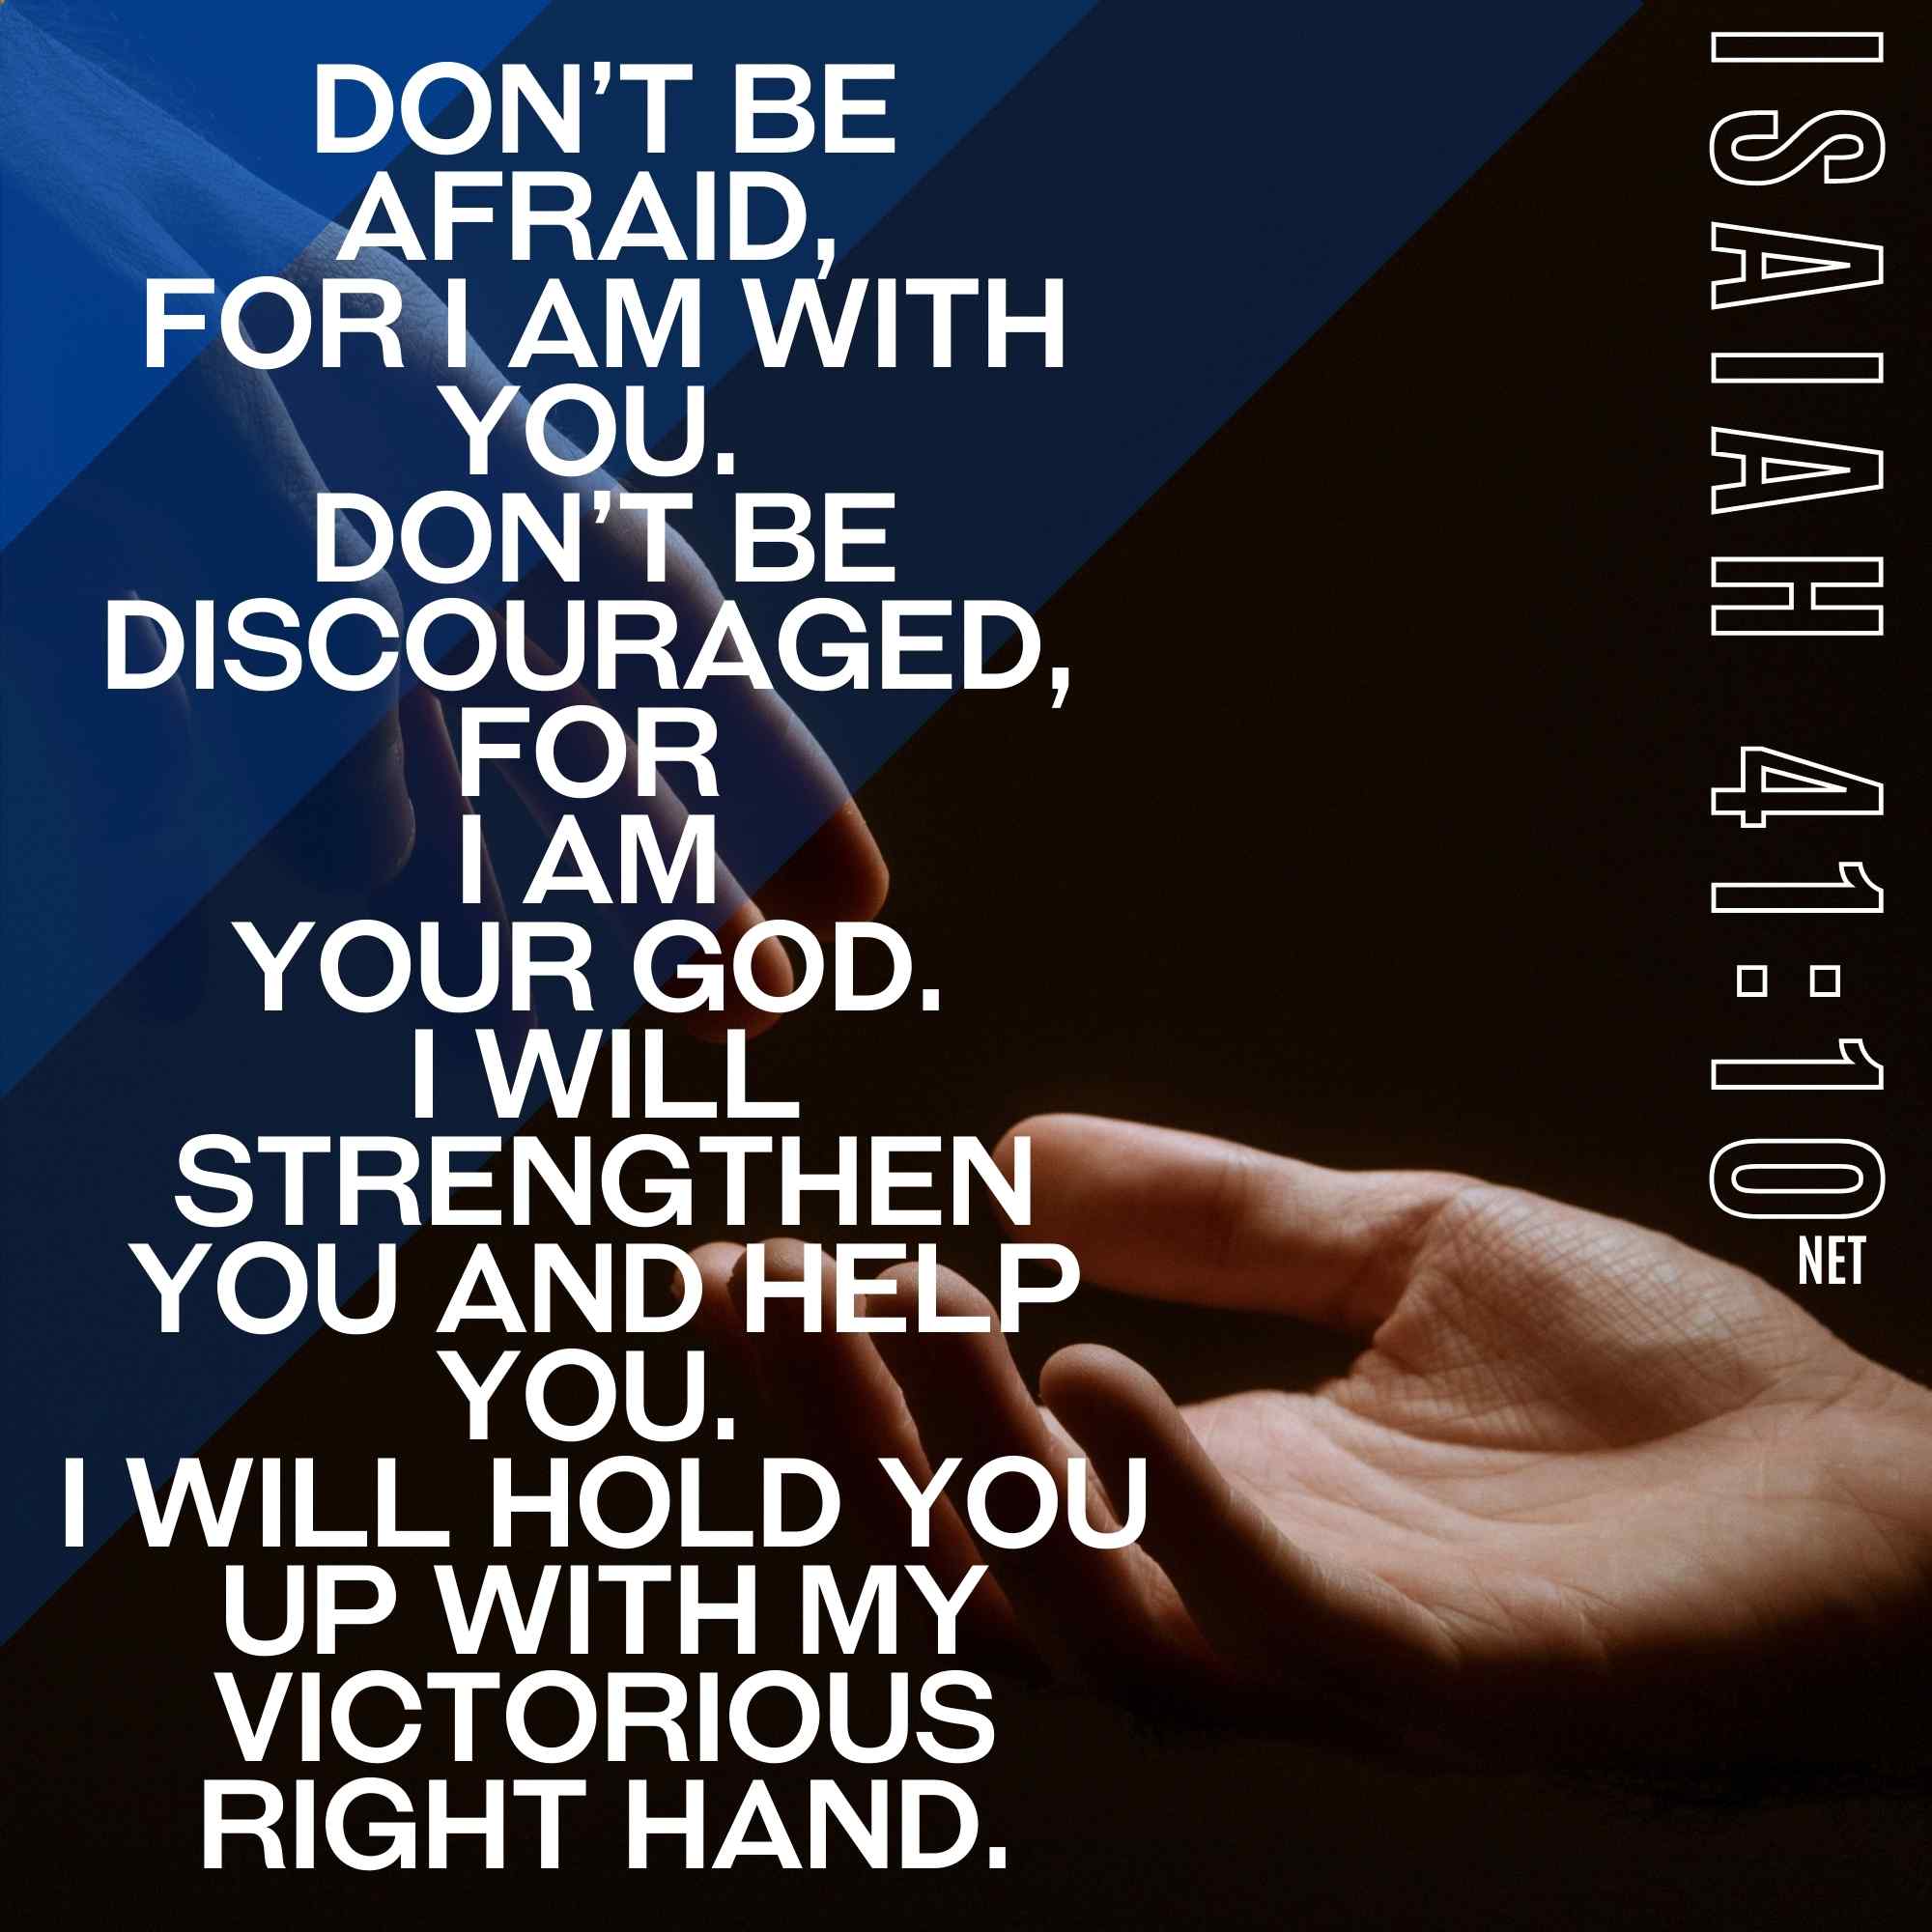 DON’T BE
AFRAID,
FOR I AM WITH
YOU.
DON’T BE
DISCOURAGED,
FOR
I AM
YOUR GOD.
I WILL
STRENGTHEN
YOU AND HELP
YOU.
I WILL HOLD YOU
UP WITH MY
VICTORIOUS
RIGHT HAND.
ISAIAH 41:10
NET